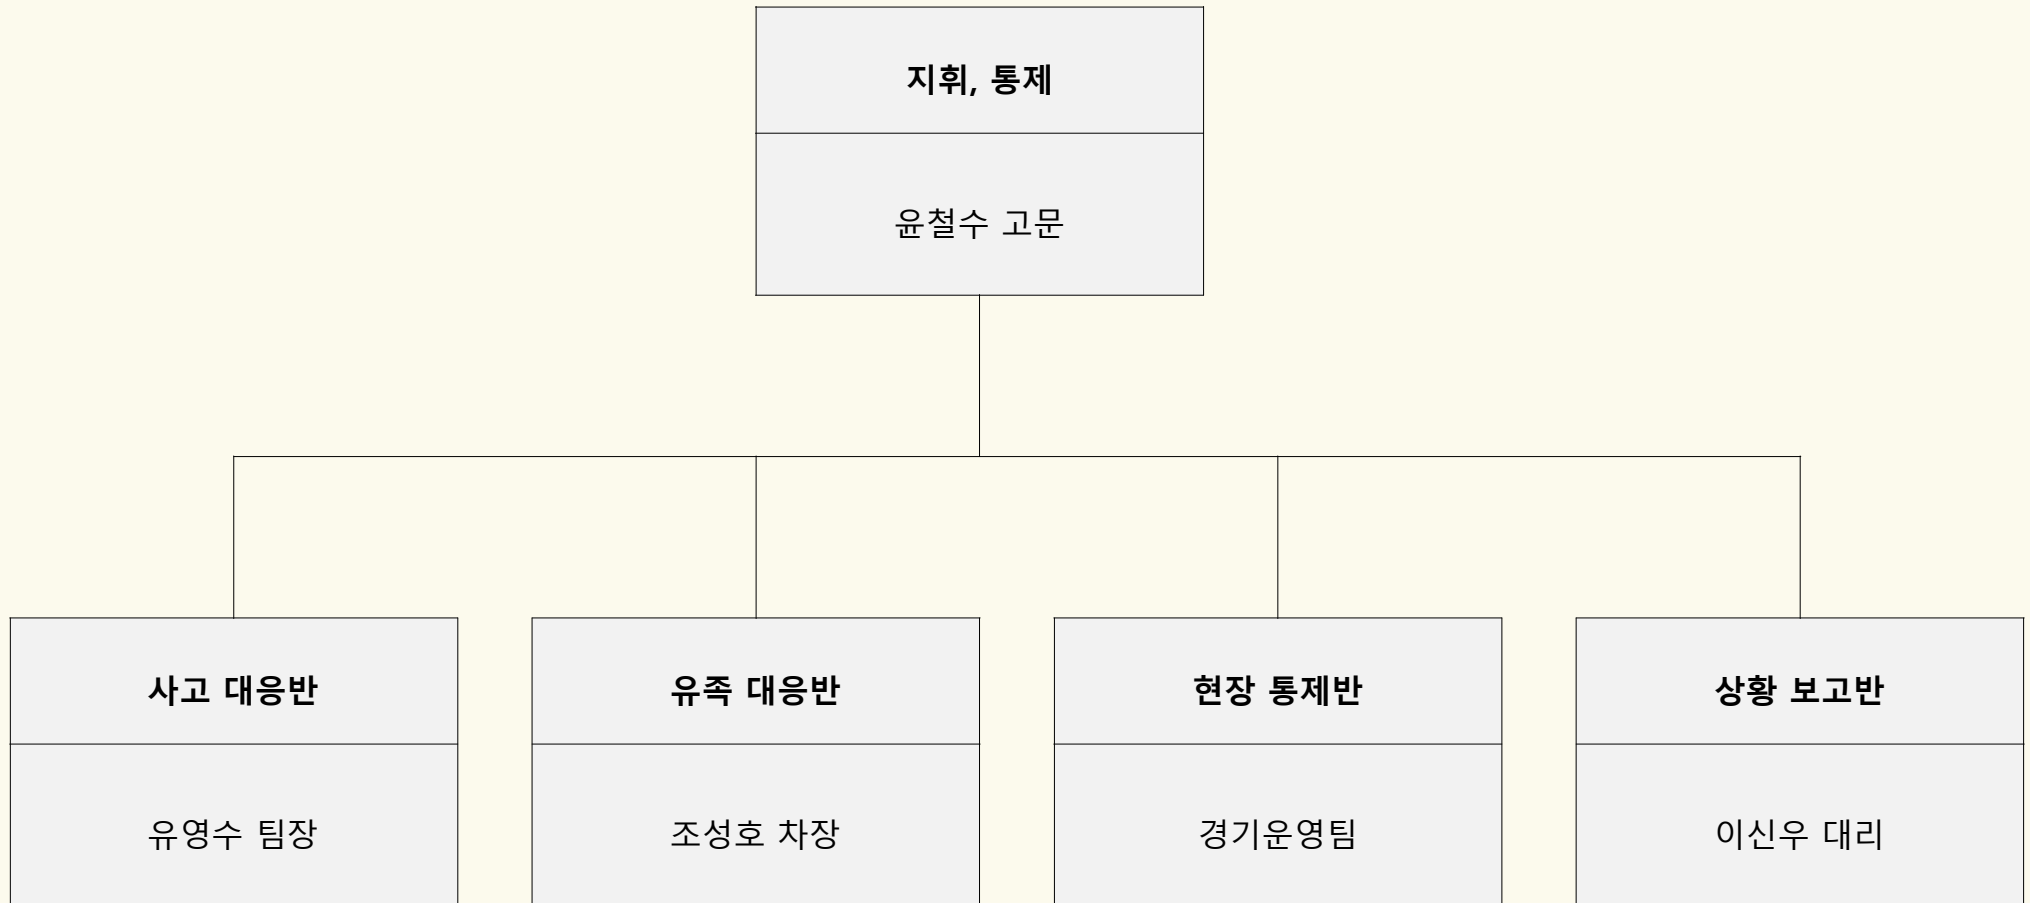 지휘, 통제
윤철수 고문
사고 대응반
유족 대응반
현장 통제반
상황 보고반
유영수 팀장
조성호 차장
경기운영팀
이신우 대리